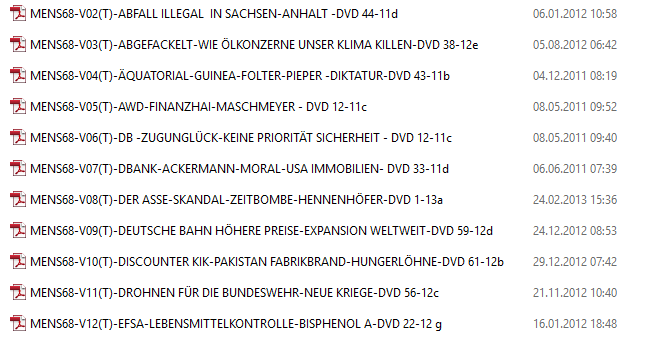 MENS68-V02(T)-ABFALL ILLEGAL  IN SACHSEN-ANHALT -DVD 44-11d 06.01.2012 10:58
MENS68-V03(T)-ABGEFACKELT-WIE ÖLKONZERNE UNSER KLIMA KILLEN-DVD 38-12e 05.08.2012 06:42
MENS68-V04(T)-ÄQUATORIAL-GUINEA-FOLTER-PIEPER -DIKTATUR-DVD 43-11b 04.12.2011 08:19
MENS68-V05(T)-AWD-FINANZHAI-MASCHMEYER - DVD 12-11c 08.05.2011 09:52
MENS68-V06(T)-DB -ZUGUNGLÜCK-KEINE PRIORITÄT SICHERHEIT - DVD 12-11c 08.05.2011 09:40
MENS68-V07(T)-DBANK-ACKERMANN-MORAL-USA IMMOBILIEN- DVD 33-11d 06.06.2011 07:39
MENS68-V08(T)-DER ASSE-SKANDAL-ZEITBOMBE-HENNENHÖFER-DVD 1-13a 24.02.2013 15:36
MENS68-V09(T)-DEUTSCHE BAHN HÖHERE PREISE-EXPANSION WELTWEIT-DVD 59-12d 24.12.2012 08:53
MENS68-V10(T)-DISCOUNTER KIK-PAKISTAN FABRIKBRAND-HUNGERLÖHNE-DVD 61-12b 29.12.2012 07:42
MENS68-V11(T)-DROHNEN FÜR DIE BUNDESWEHR-NEUE KRIEGE-DVD 56-12c 21.11.2012 10:40
MENS68-V12(T)-EFSA-LEBENSMITTELKONTROLLE-BISPHENOL A-DVD 22-12 g 16.01.2012 18:48